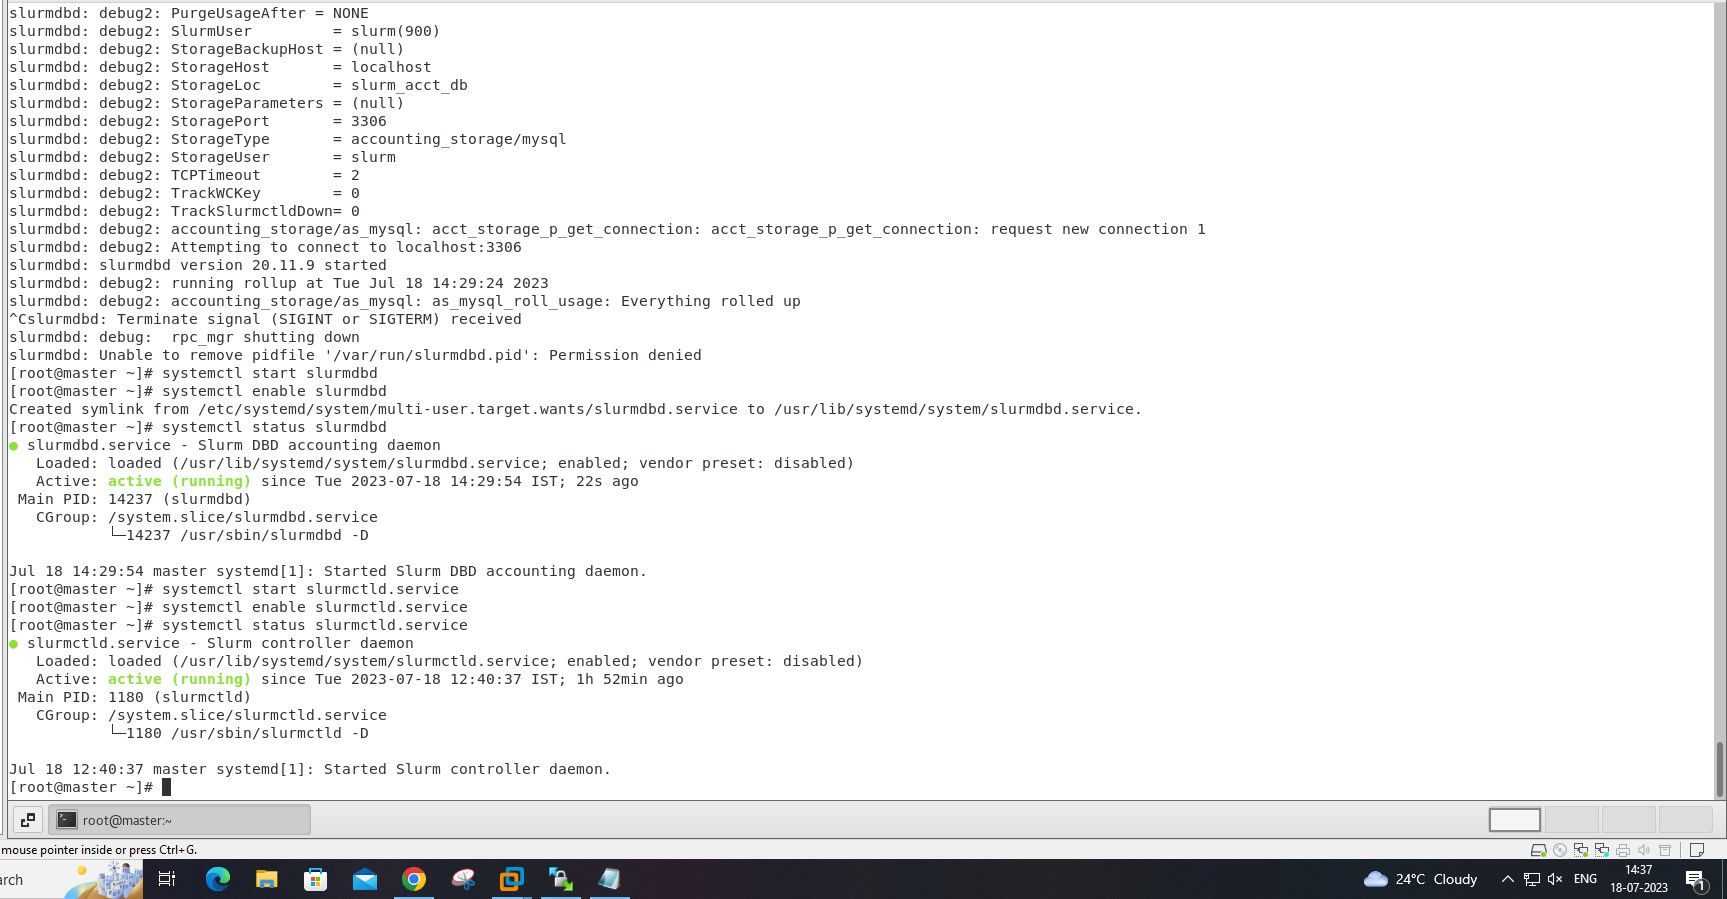 slurmdbd: debug2: PurgeUsageAfter = NONE
slurmdbd: debug2: SlurmUser         = slurm(900)
slurmdbd: debug2: StorageBackupHost = (null)
slurmdbd: debug2: StorageHost       = localhost
slurmdbd: debug2: StorageLoc        = slurm_acct_db
slurmdbd: debug2: StorageParameters = (null)
slurmdbd: debug2: StoragePort       = 3306
slurmdbd: debug2: StorageType       = accounting_storage/mysql
slurmdbd: debug2: StorageUser       = slurm
slurmdbd: debug2: TCPTimeout        = 2
slurmdbd: debug2: TrackWCKey        = 0
slurmdbd: debug2: TrackSlurmctldDown= 0
slurmdbd: debug2: accounting_storage/as_mysql: acct_storage_p_get_connection: acct_storage_p_get_connection: request new connection 1
slurmdbd: debug2: Attempting to connect to localhost:3306
slurmdbd: slurmdbd version 20.11.9 started
slurmdbd: debug2: running rollup at Tue Jul 18 14:29:24 2023
slurmdbd: debug2: accounting_storage/as_mysql: as_mysql_roll_usage: Everything rolled up
^Cslurmdbd: Terminate signal (SIGINT or SIGTERM) received
slurmdbd: debug:  rpc_mgr shutting down
slurmdbd: Unable to remove pidfile '/var/run/slurmdbd.pid': Permission denied
[root@master ~]# systemctl start slurmdbd
[root@master ~]# systemctl enable slurmdbd
Created symlink from /etc/systemd/system/multi-user.target.wants/slurmdbd.service to /usr/lib/systemd/system/slurmdbd.service.
[root@master ~]# systemctl status slurmdbd
● slurmdbd.service - Slurm DBD accounting daemon
   Loaded: loaded (/usr/lib/systemd/system/slurmdbd.service; enabled; vendor preset: disabled)
   Active: active (running) since Tue 2023-07-18 14:29:54 IST; 22s ago
 Main PID: 14237 (slurmdbd)
   CGroup: /system.slice/slurmdbd.service
           └─14237 /usr/sbin/slurmdbd -D
Jul 18 14:29:54 master systemd[1]: Started Slurm DBD accounting daemon.
[root@master ~]# systemctl start slurmctld.service
[root@master ~]# systemctl enable slurmctld.service
[root@master ~]# systemctl status slurmctld.service
● slurmctld.service - Slurm controller daemon
   Loaded: loaded (/usr/lib/systemd/system/slurmctld.service; enabled; vendor preset: disabled)
   Active: active (running) since Tue 2023-07-18 12:40:37 IST; 1h 52min ago
 Main PID: 1180 (slurmctld)
   CGroup: /system.slice/slurmctld.service
           └─1180 /usr/sbin/slurmctld -D
Jul 18 12:40:37 master systemd[1]: Started Slurm controller daemon.
[root@master ~]#
root@master:~
mouse pointer inside or press Ctrl+G.
arch
24°C Cloudy
ENG
14:37
18-07-2023
1